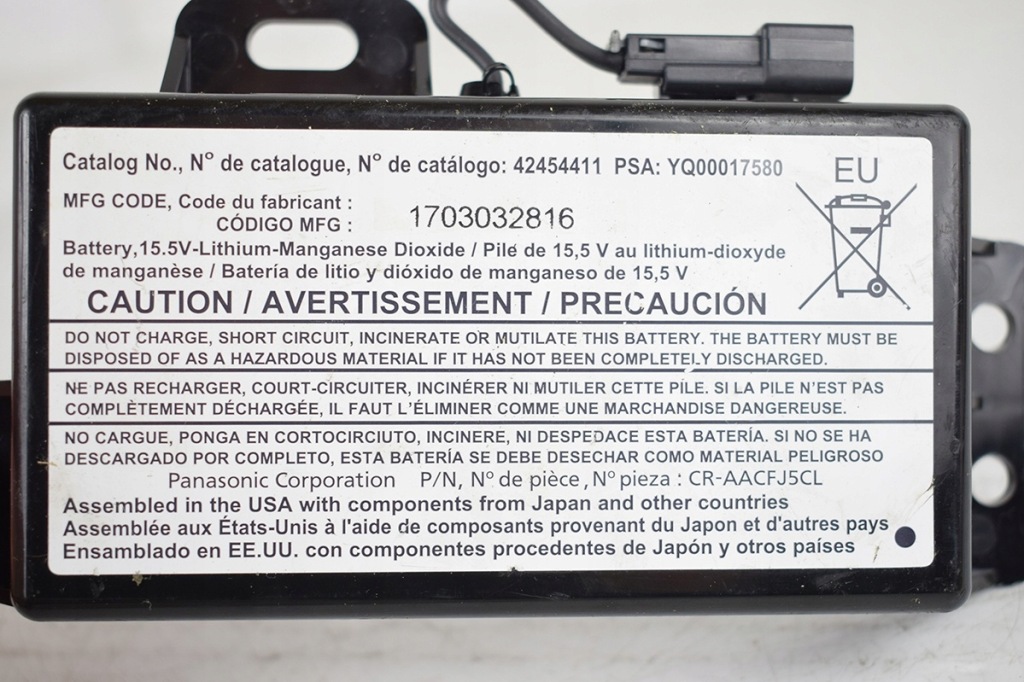 Catalog No., Nº de catalogue, Nº de catálogo: 42454411 PSA: YQ00017580
EU
MFG CODE, Code du fabricant :
CÓDIGO MFG : 1703032816
Battery,15.5V-Lithium-Manganese Dioxide / Pile de 15,5 V au lithium-dioxyde
de manganèse / Batería de litio y dióxido de manganeso de 15,5 V
CAUTION / AVERTISSEMENT / PRECAUCIÓN
DO NOT CHARGE, SHORT CIRCUIT, INCINERATE OR MUTILATE THIS BATTERY. THE BATTERY MUST BE
DISPOSED OF AS A HAZARDOUS MATERIAL IF IT HAS NOT BEEN COMPLETELY DISCHARGED.
NE PAS RECHARGER, COURT-CIRCUITER, INCINÉRER NI MUTILER CETTE PILE. SI LA PILE N'EST PAS
COMPLÈTEMENT DÉCHARGÉE, IL FAUT L'ÉLIMINER COMME UNE MARCHANDISE DANGEREUSE.
NO CARGUE, PONGA EN CORTOCIRCIUTO, INCINERE, NI DESPEDACE ESTA BATERÍA. SI NO SE HA
DESCARGADO POR COMPLETO, ESTA BATERÍA SE DEBE DESECHAR COMO MATERIAL PELIGROSO
Panasonic Corporation P/N, Nº de pièce, Nº pieza : CR-AACFJ5CL
Assembled in the USA with components from Japan and other countries
Assemblée aux États-Unis à l'aide de composants provenant du Japon et d'autres pays
Ensamblado en EE.UU. con componentes procedentes de Japón y otros países